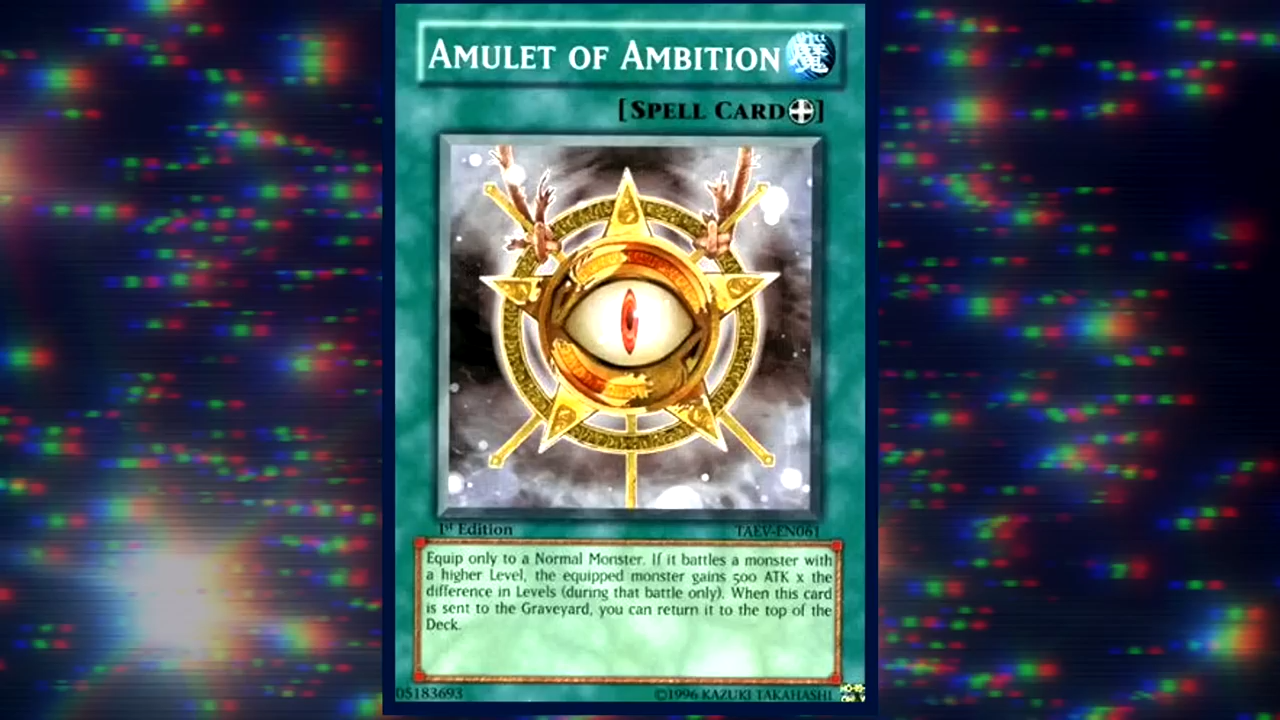 AMULET OF AMBITION 魔
[SPELL CARD]
1st Edition TAEV-EN061
Equip only to a Normal Monster. If it battles a monster with
a higher Level, the equipped monster gains 500 ATK x the
difference in Levels (during that battle only). When this card
is sent to the Graveyard, you can return it to the top of the
Deck.
05183693 ©1996 KAZUKI TAKAHASHI